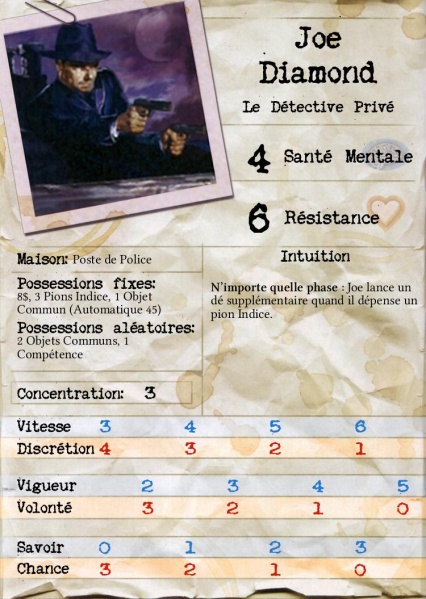 Joe
Diamond
Le Détective Privé
4 Santé Mentale
6 Résistance
Maison: Poste de Police
Possessions fixes:
8$, 3 Pions Indice, 1 Objet
Commun (Automatique 45)
Possessions aléatoires:
2 Objets Communs, 1
Compétence
Concentration: 3
Intuition
N'importe quelle phase : Joe lance un
dé supplémentaire quand il dépense un
pion Indice.
Vitesse 3 4 5 6
Discrétion 4 3 2 1
Vigueur 2 3 4 5
Volonté 3 2 1 0
Savoir 0 1 2 3
Chance 3 2 1 0